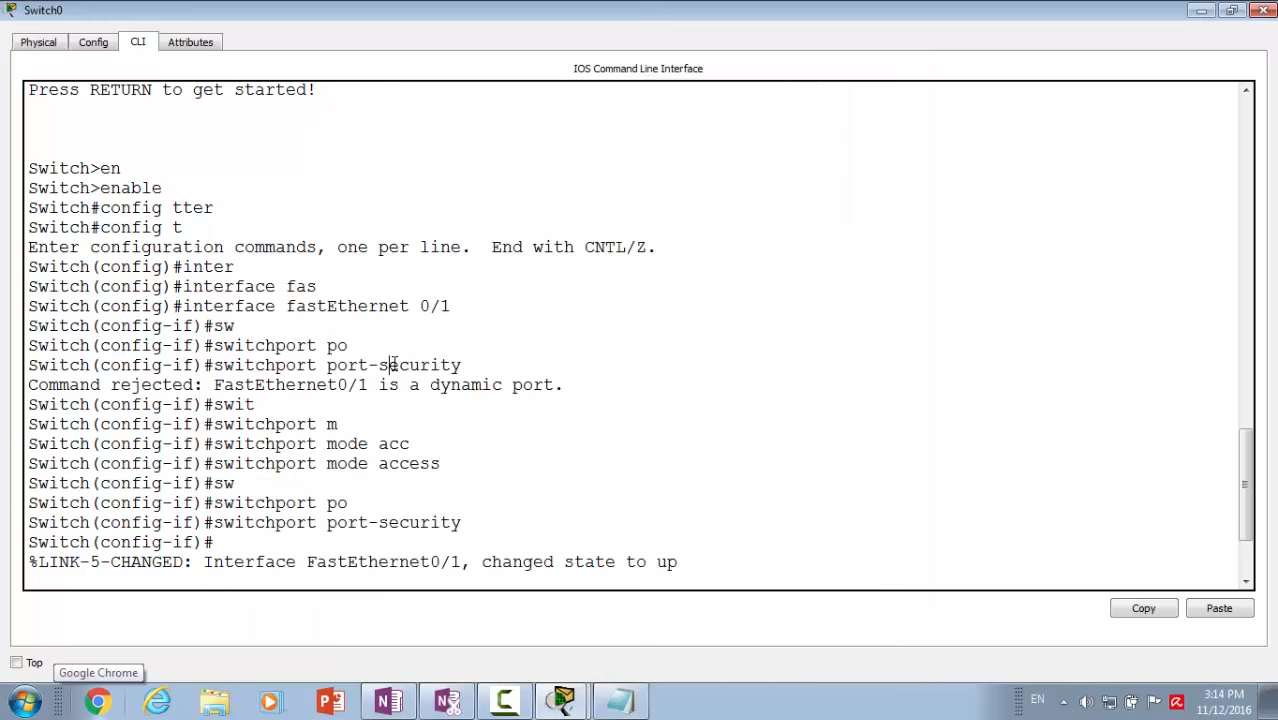 Switch0
Physical
Config
CLI
Attributes
IOS Command Line Interface
Press RETURN to get started!
Switch>en
Switch>enable
Switch#config tter
Switch#config t
Enter configuration commands, one per line.  End with CNTL/Z.
Switch(config)#inter
Switch(config)#interface fas
Switch(config)#interface fastEthernet 0/1
Switch(config-if)#sw
Switch(config-if)#switchport po
Switch(config-if)#switchport port-security
Command rejected: FastEthernet0/1 is a dynamic port.
Switch(config-if)#swit
Switch(config-if)#switchport m
Switch(config-if)#switchport mode acc
Switch(config-if)#switchport mode access
Switch(config-if)#sw
Switch(config-if)#switchport po
Switch(config-if)#switchport port-security
Switch(config-if)#
%LINK-5-CHANGED: Interface FastEthernet0/1, changed state to up
Copy
Paste
Top
Google Chrome
EN
3:14 PM
11/12/2016